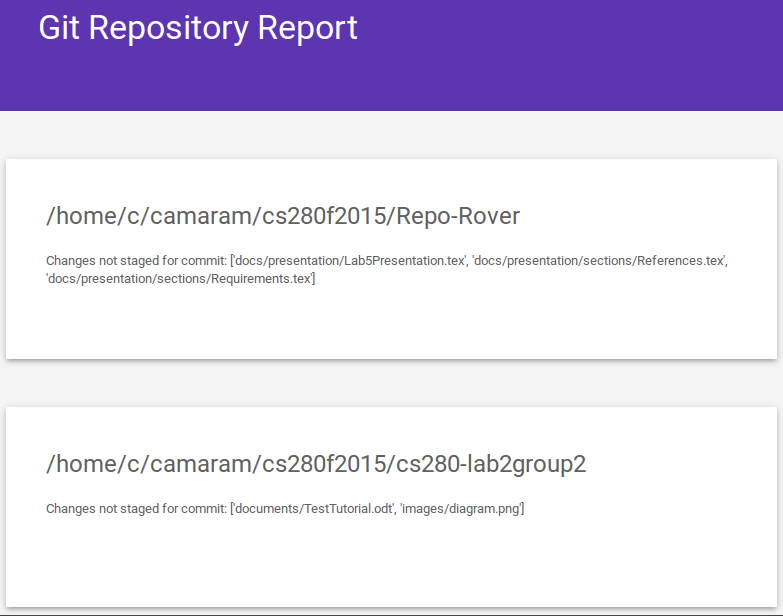 Git Repository Report
/home/c/camaram/cs280f2015/Repo-Rover
Changes not staged for commit: ['docs/presentation/Lab5Presentation.tex', 'docs/presentation/sections/References.tex',
'docs/presentation/sections/Requirements.tex']
/home/c/camaram/cs280f2015/cs280-lab2group2
Changes not staged for commit: ['documents/TestTutorial.odt', 'images/diagram.png']